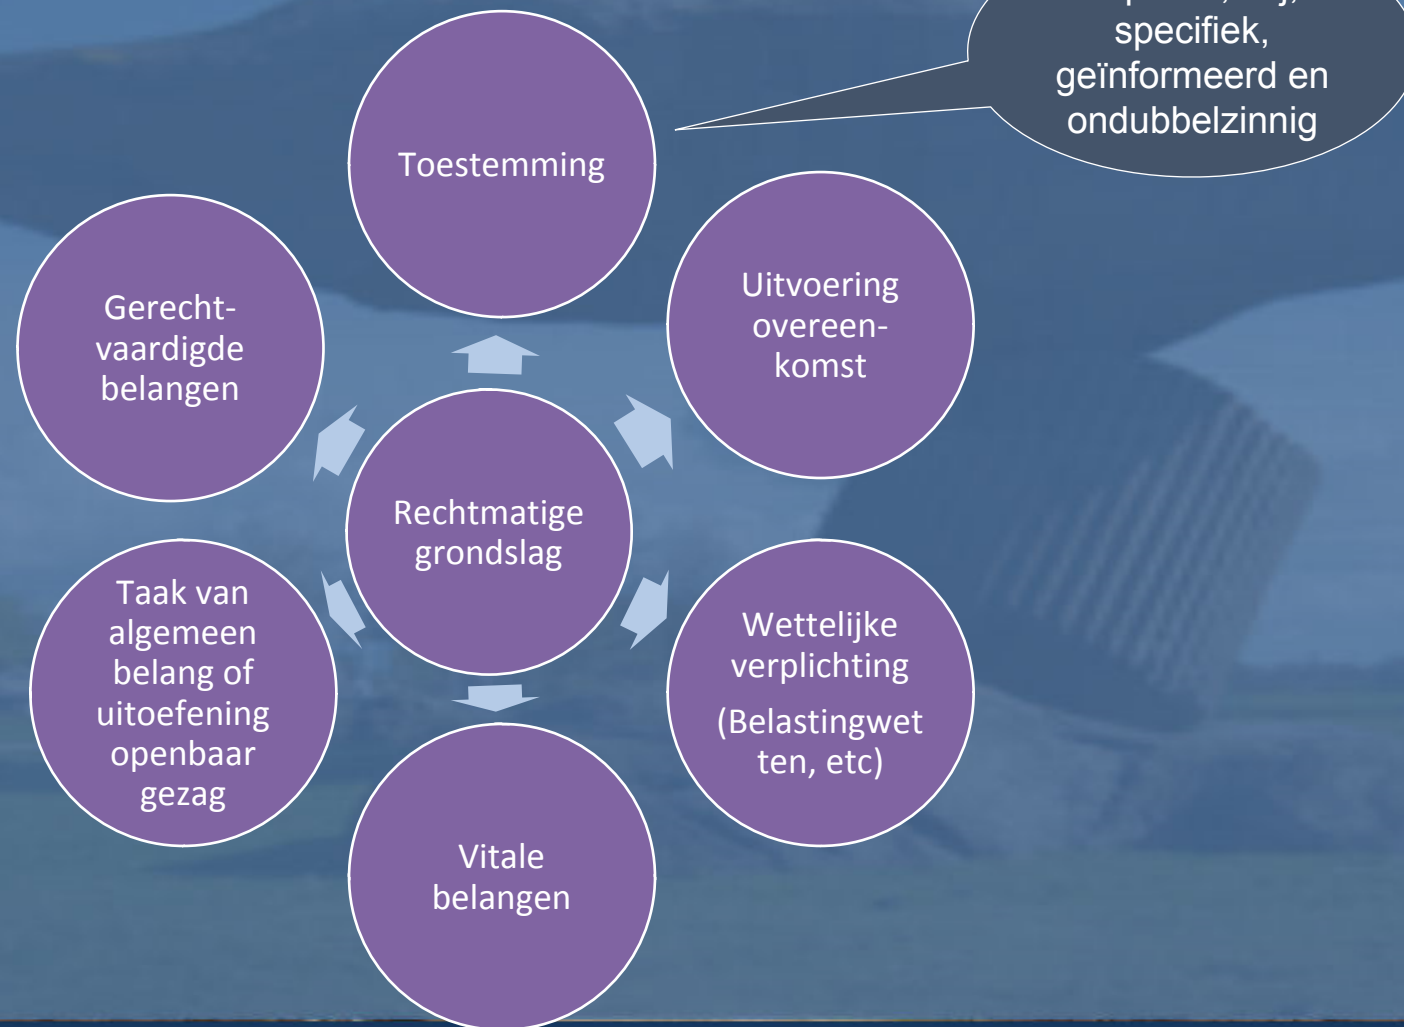 specifiek,
geïnformeerd en
ondubbelzinnig
Toestemming
Uitvoering
overeen-
komst
Gerecht-
vaardigde
belangen
Rechtmatige
grondslag
Wettelijke
verplichting
(Belastingwet
ten, etc)
Taak van
algemeen
belang of
uitoefening
openbaar
gezag
Vitale
belangen